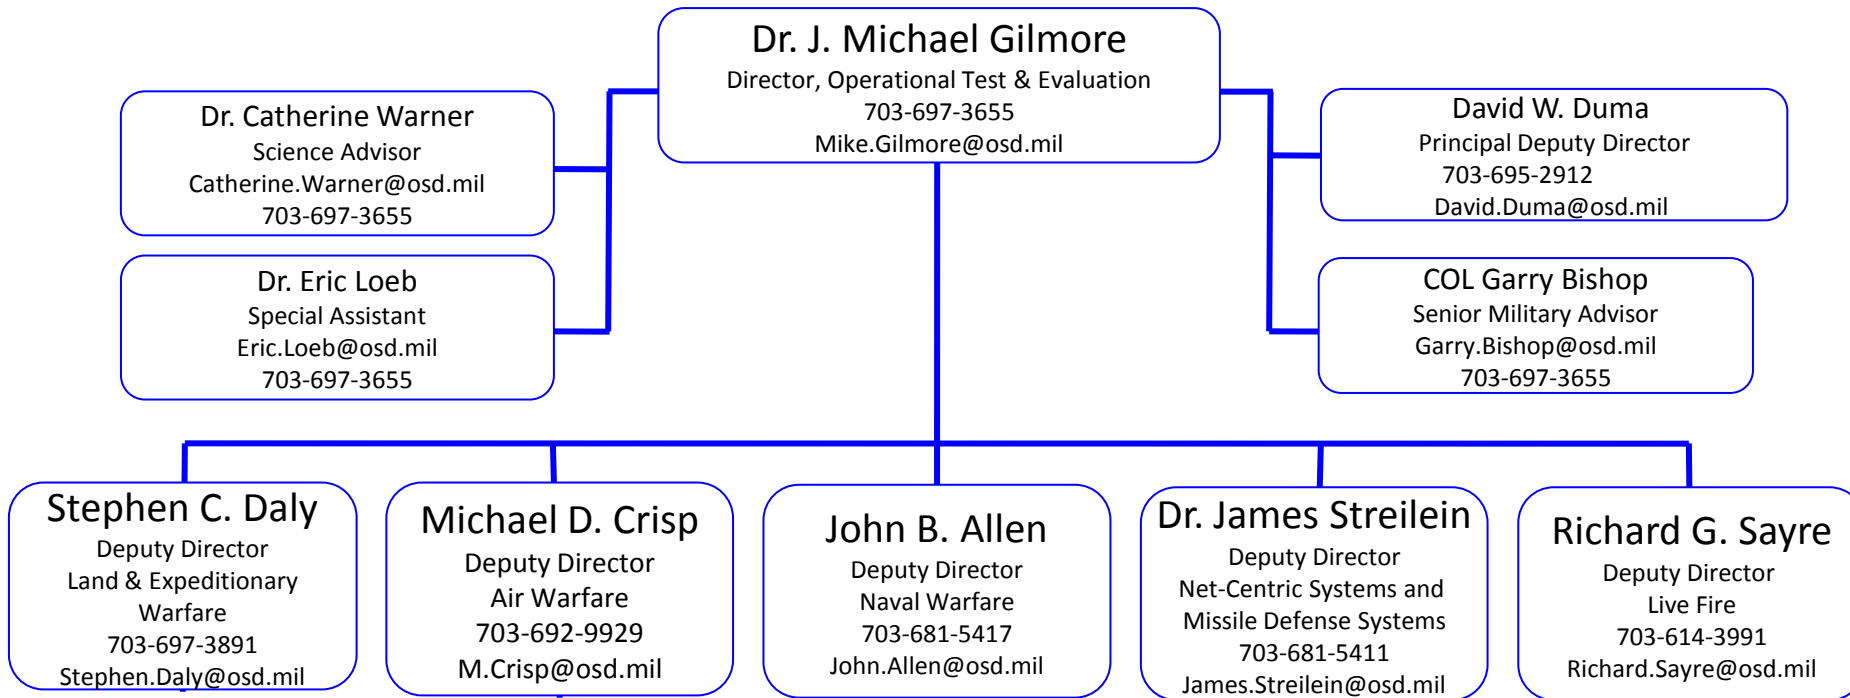 Dr. J. Michael Gilmore
Director, Operational Test & Evaluation
703-697-3655
Mike.Gilmore@osd.mil
Dr. Catherine Warner
Science Advisor
Catherine.Warner@osd.mil
703-697-3655
David W. Duma
Principal Deputy Director
703-695-2912
David.Duma@osd.mil
Dr. Eric Loeb
Special Assistant
Eric.Loeb@osd.mil
703-697-3655
COL Garry Bishop
Senior Military Advisor
Garry.Bishop@osd.mil
703-697-3655
Stephen C. Daly
Deputy Director
Land & Expeditionary
Warfare
703-697-3891
Stephen.Daly@osd.mil
Michael D. Crisp
Deputy Director
Air Warfare
703-692-9929
M.Crisp@osd.mil
John B. Allen
Deputy Director
Naval Warfare
703-681-5417
John.Allen@osd.mil
Dr. James Streilein
Deputy Director
Net-Centric Systems and
Missile Defense Systems
703-681-5411
James.Streilein@osd.mil
Richard G. Sayre
Deputy Director
Live Fire
703-614-3991
Richard.Sayre@osd.mil